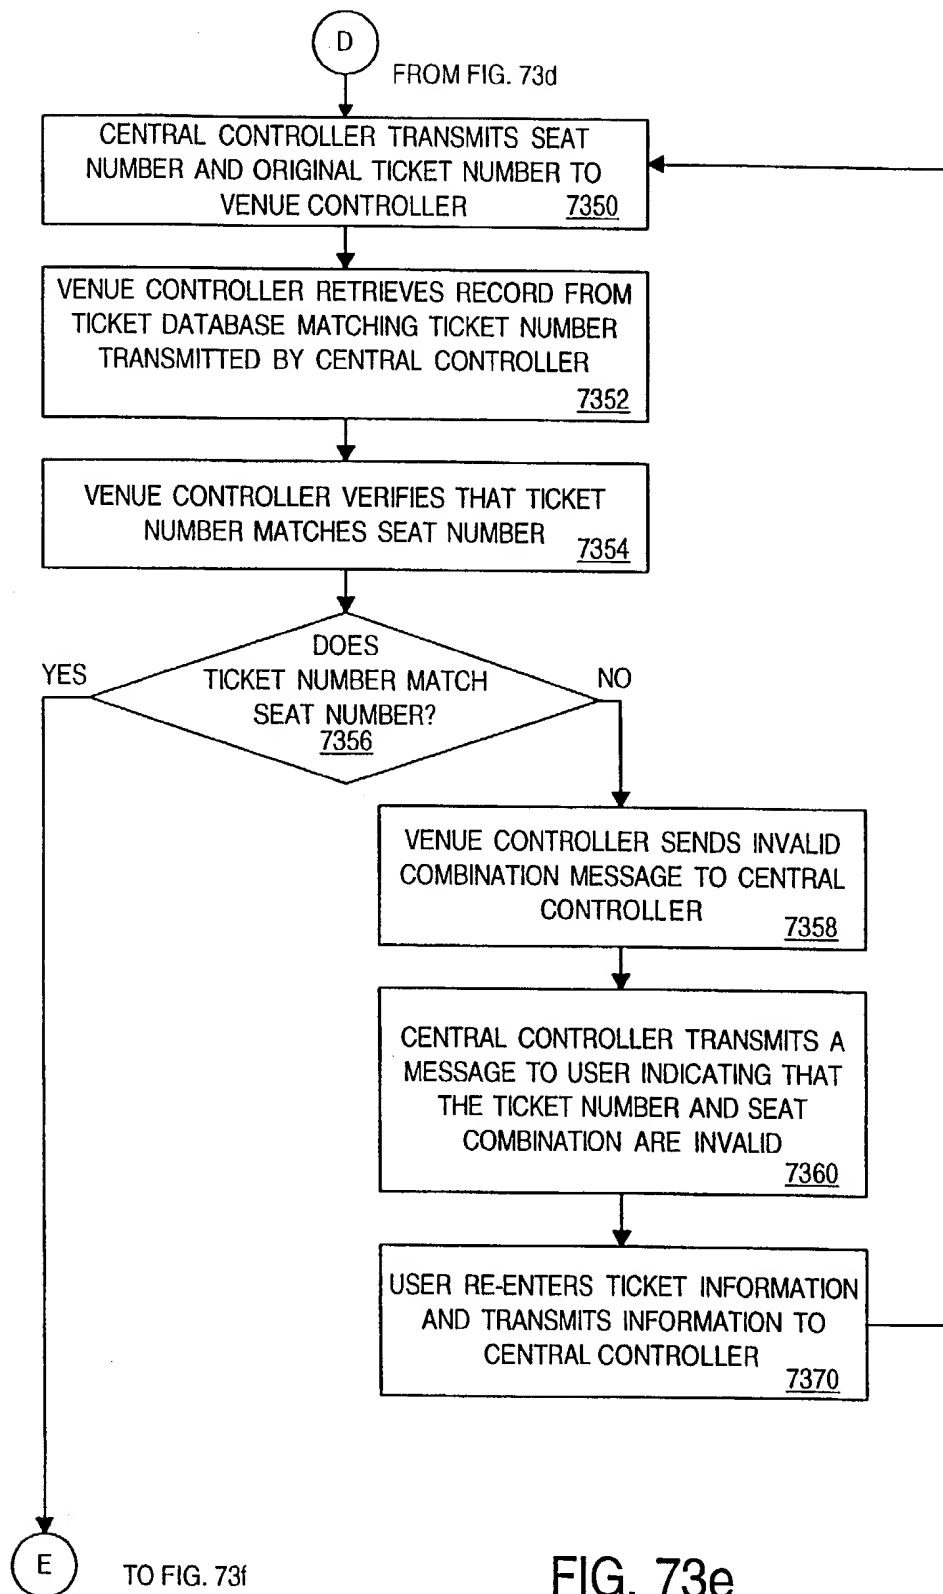 D
FROM FIG. 73d
CENTRAL CONTROLLER TRANSMITS SEAT
NUMBER AND ORIGINAL TICKET NUMBER TO
VENUE CONTROLLER 7350
VENUE CONTROLLER RETRIEVES RECORD FROM
TICKET DATABASE MATCHING TICKET NUMBER
TRANSMITTED BY CENTRAL CONTROLLER
7352
VENUE CONTROLLER VERIFIES THAT TICKET
NUMBER MATCHES SEAT NUMBER 7354
DOES
TICKET NUMBER MATCH
SEAT NUMBER?
7356
YES
NO
VENUE CONTROLLER SENDS INVALID
COMBINATION MESSAGE TO CENTRAL
CONTROLLER 7358
CENTRAL CONTROLLER TRANSMITS A
MESSAGE TO USER INDICATING THAT
THE TICKET NUMBER AND SEAT
COMBINATION ARE INVALID
7360
USER RE-ENTERS TICKET INFORMATION
AND TRANSMITS INFORMATION TO
CENTRAL CONTROLLER
7370
E
TO FIG. 73f
FIG. 73e